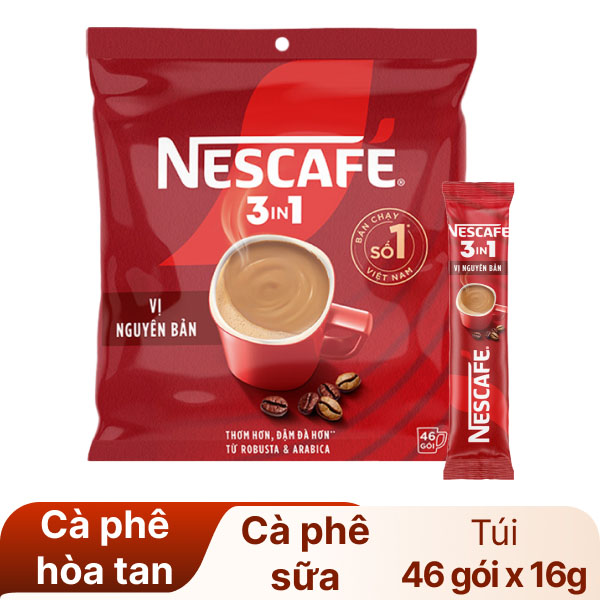 NESCAFÉ®
3 IN 1
BÁN CHẠY
SỐ 1*
VIỆT NAM
VỊ
NGUYÊN BẢN
THƠM HƠN, ĐẬM ĐÀ HƠN**
TỪ ROBUSTA & ARABICA
46
GÓI
NESCAFÉ
3 IN 1
VỊ NGUYÊN BẢN
NESCAFÉ
Cà phê
hòa tan
Cà phê
sữa
Túi
46 gói x 16g